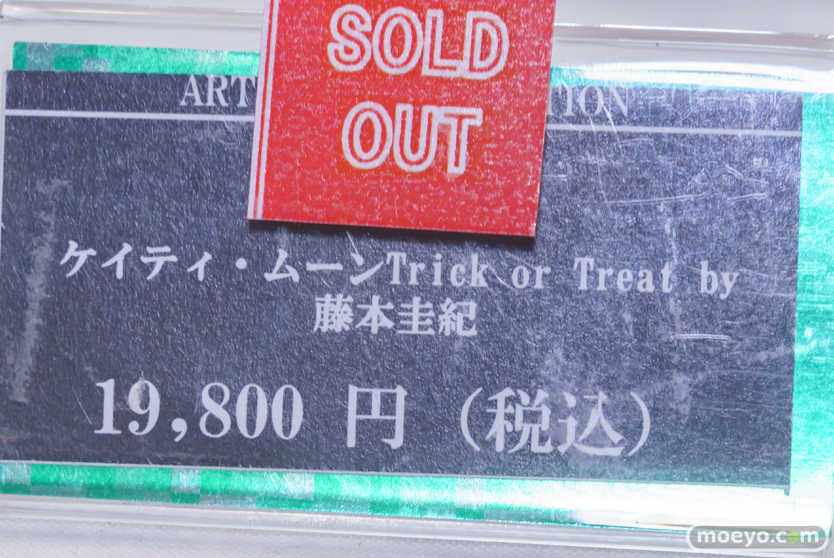 SOLD
OUT
ART TION
ケイティ・ムーンTrick or Treat by
藤本圭紀
19,800 円 （税込）
moeyo.com